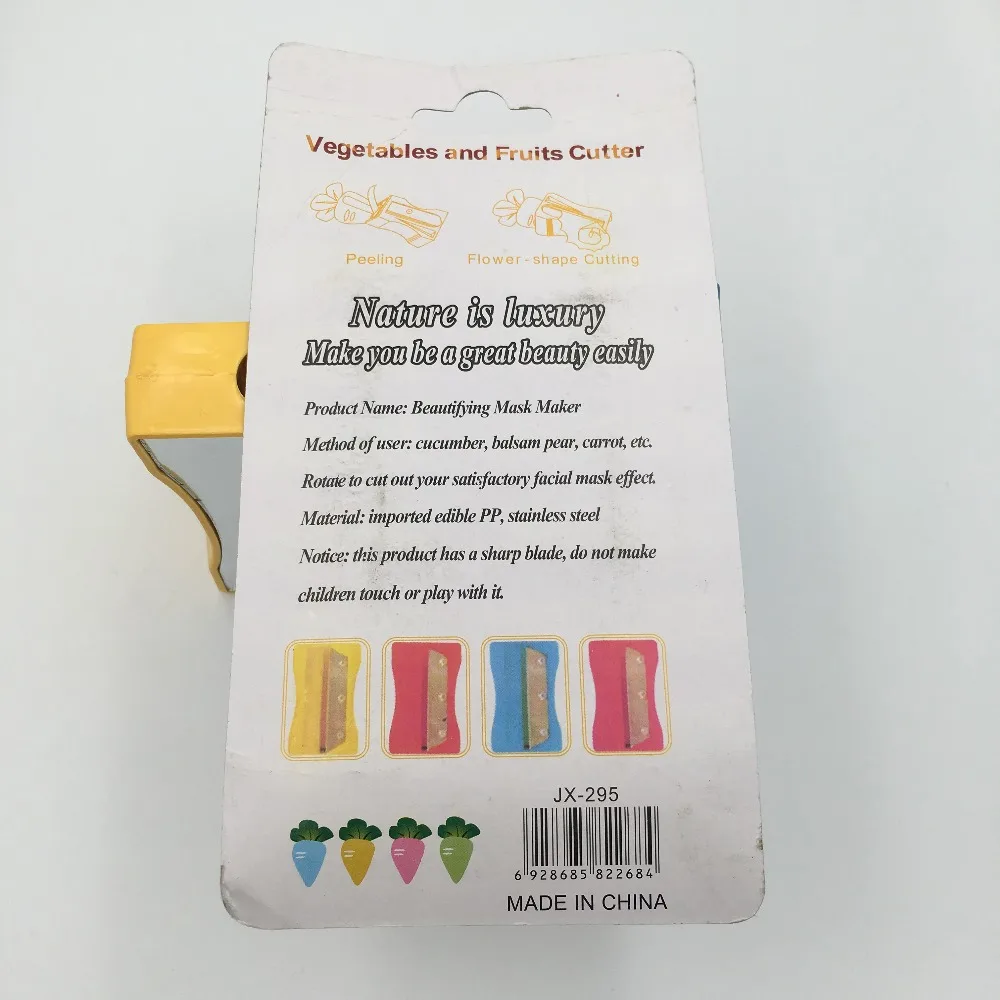 Vegetables and Fruits Cutter
Peeling
Flower-shape Cutting
Nature is luxury
Make you be a great beauty easily
Product Name: Beautifying Mask Maker
Method of user: cucumber, balsam pear, carrot, etc.
Rotate to cut out your satisfactory facial mask effect.
Material: imported edible PP, stainless steel
Notice: this product has a sharp blade, do not make
children touch or play with it.
JX-295
6 928685 822684
MADE IN CHINA